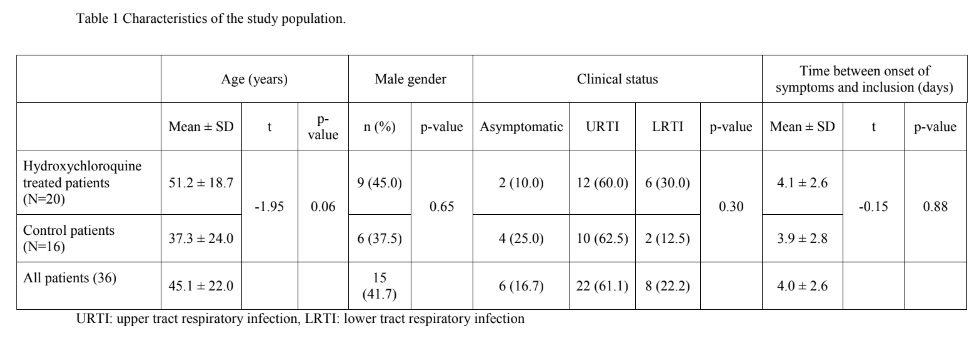 Table 1 Characteristics of the study population.
Age (years) Male gender Clinical status Time between onset of
symptoms and inclusion (days)
Mean ± SD t p-
value n (%) p-value Asymptomatic URTI LRTI p-value Mean ± SD t p-value
Hydroxychloroquine
treated patients
(N=20) 51.2 ± 18.7 -1.95 0.06 9 (45.0) 0.65 2 (10.0) 12 (60.0) 6 (30.0) 0.30 4.1 ± 2.6 -0.15 0.88
Control patients
(N=16) 37.3 ± 24.0 6 (37.5) 4 (25.0) 10 (62.5) 2 (12.5) 3.9 ± 2.8
All patients (36) 45.1 ± 22.0 15
(41.7) 6 (16.7) 22 (61.1) 8 (22.2) 4.0 ± 2.6
URTI: upper tract respiratory infection, LRTI: lower tract respiratory infection